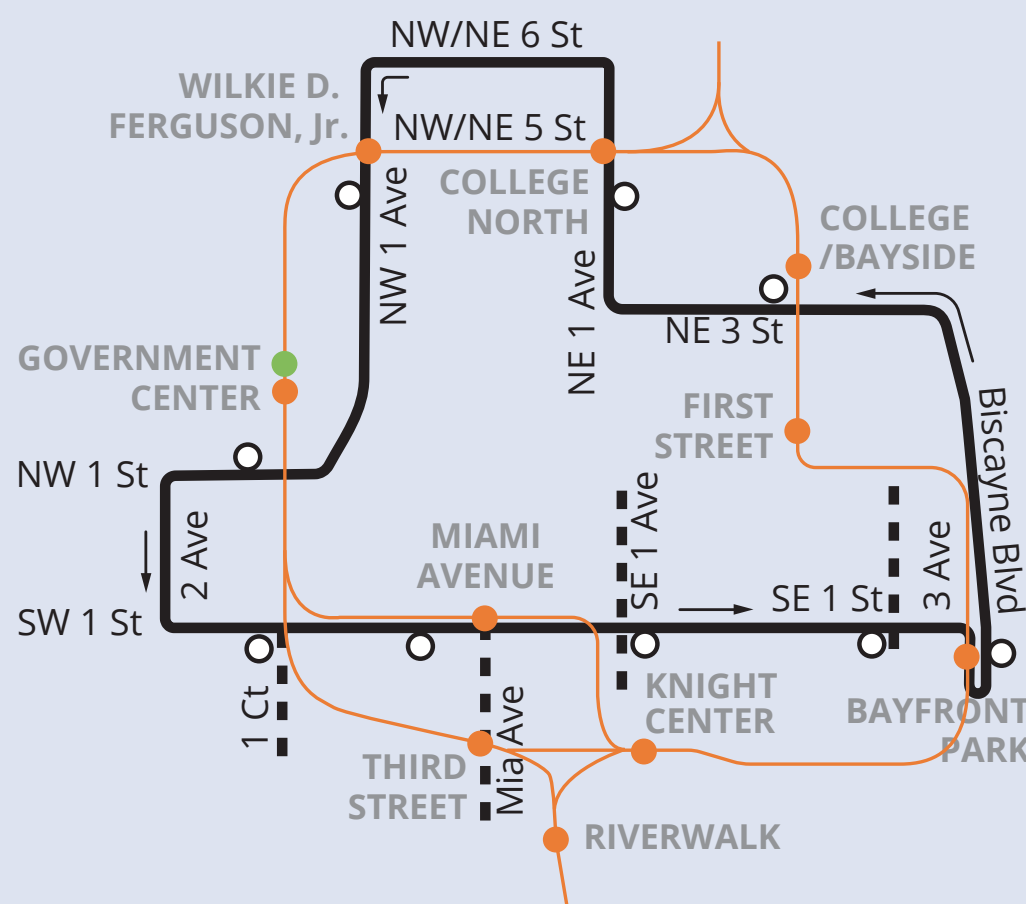 NW/NE 6 St
WILKIE D.
FERGUSON, Jr.
NW/NE 5 St
COLLEGE
NORTH
NW 1 Ave
COLLEGE
/BAYSIDE
NE 1 Ave
NE 3 St
GOVERNMENT
CENTER
FIRST
STREET
Biscayne Blvd
NW 1 St
2 Ave
MIAMI
AVENUE
SE 1 Ave
3 Ave
SW 1 St
SE 1 St
1 Ct
KNIGHT
CENTER
BAYFRONT
PARK
Mia Ave
THIRD
STREET
RIVERWALK